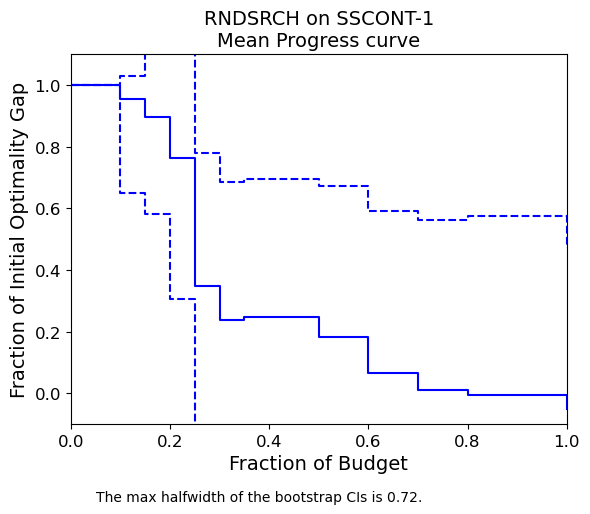 RNDSRCH on SSCONT-1
Mean Progress curve
Fraction of Initial Optimality Gap
1.0
0.8
0.6
0.4
0.2
0.0
0.0 0.2 0.4 0.6 0.8 1.0
Fraction of Budget
The max halfwidth of the bootstrap CIs is 0.72.